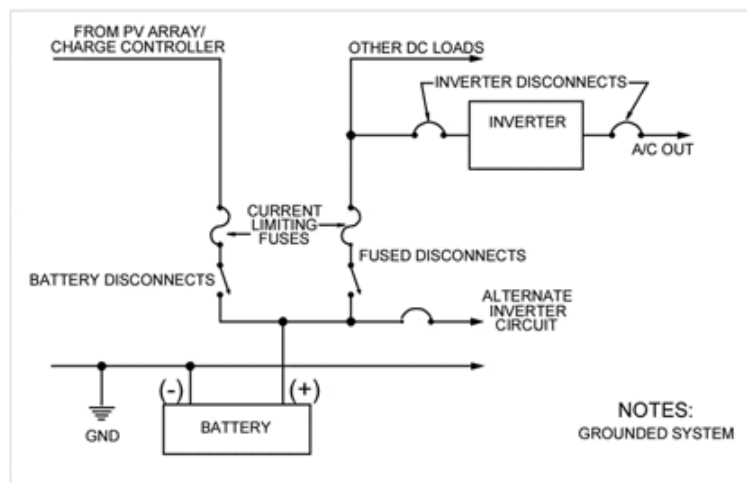 FROM PV ARRAY/
CHARGE CONTROLLER
OTHER DC LOADS
INVERTER DISCONNECTS
INVERTER
A/C OUT
CURRENT
LIMITING
FUSES
FUSED DISCONNECTS
BATTERY DISCONNECTS
ALTERNATE
INVERTER
CIRCUIT
(-)
(+)
GND
BATTERY
NOTES:
GROUNDED SYSTEM